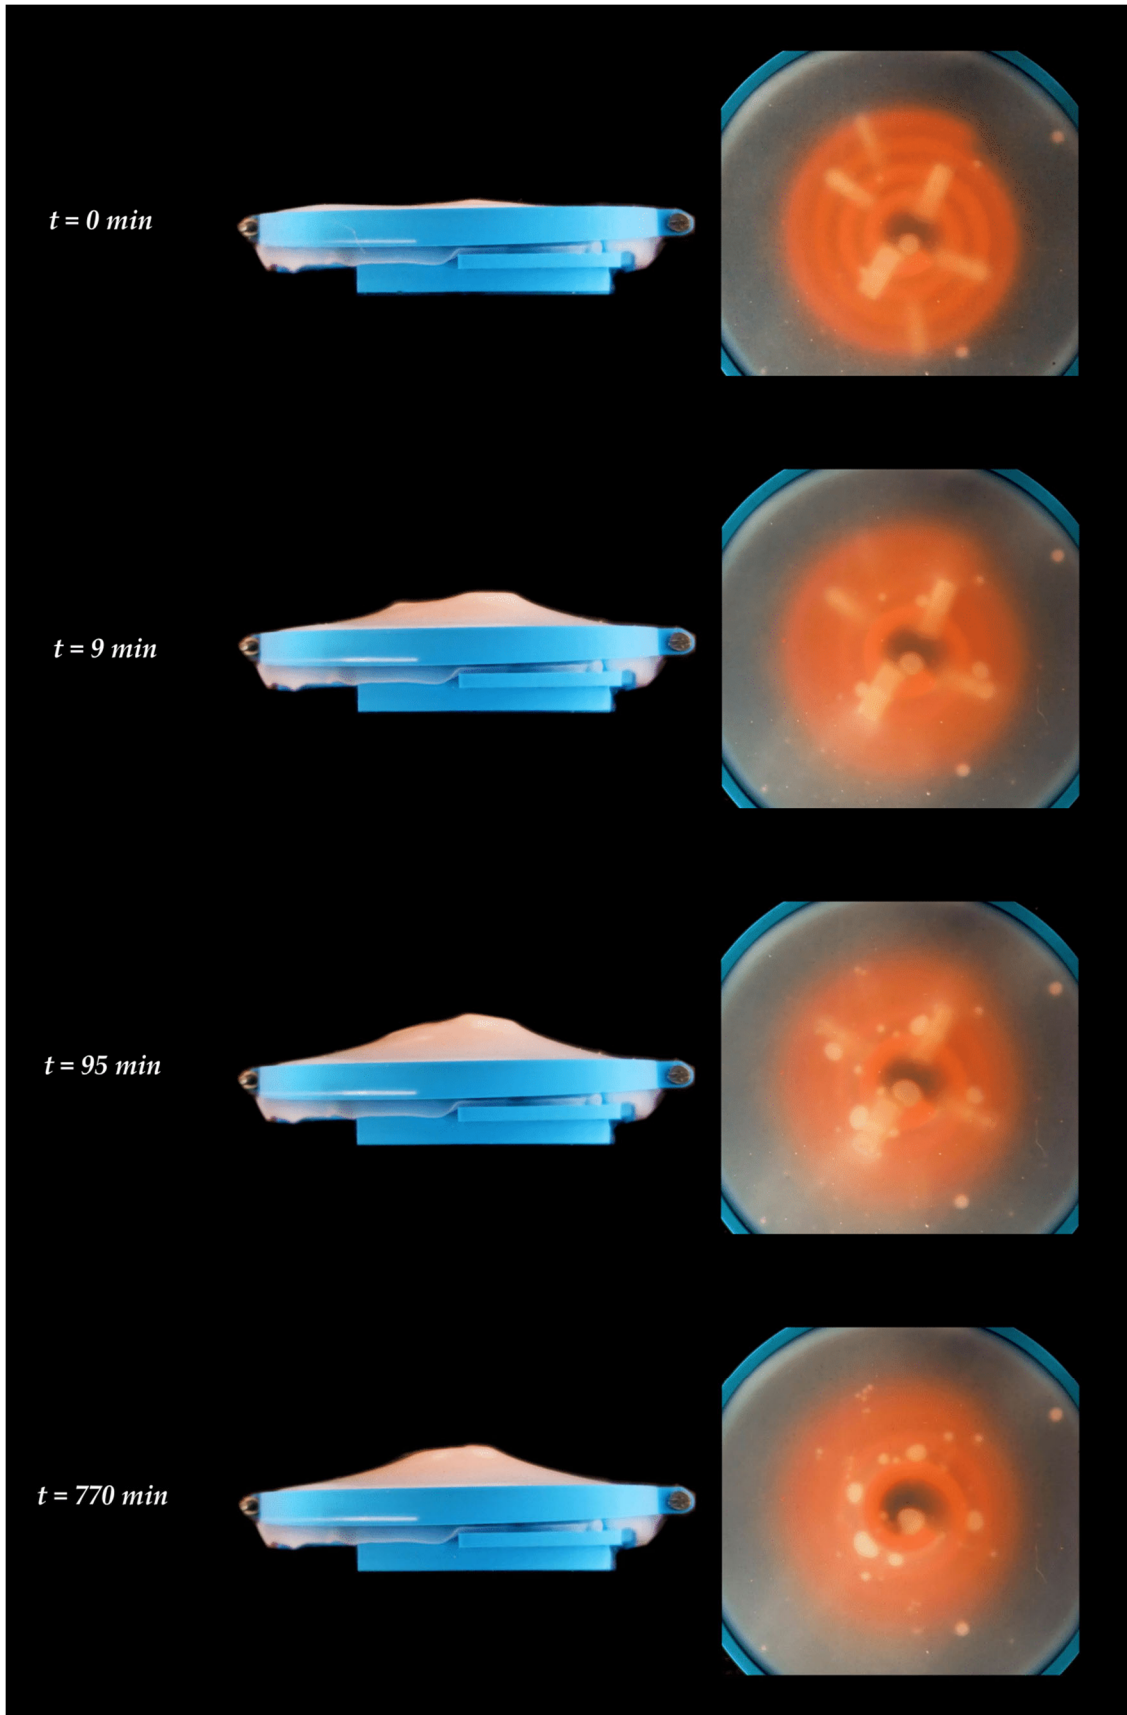 t = 0 min
t = 9 min
t = 95 min
t = 770 min